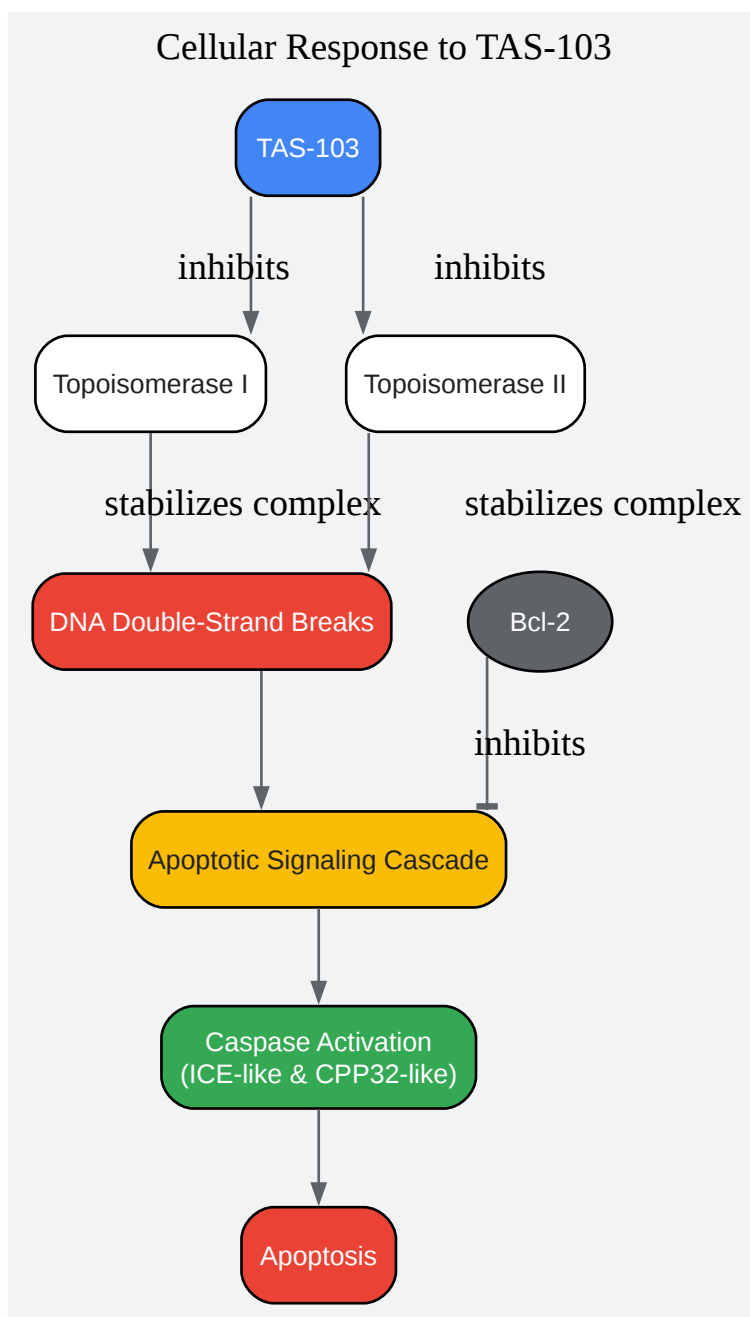 Cellular Response to TAS-103
TAS-103
inhibits
inhibits
Topoisomerase I
Topoisomerase II
stabilizes complex
stabilizes complex
DNA Double-Strand Breaks
Bcl-2
inhibits
Apoptotic Signaling Cascade
Caspase Activation
(ICE-like & CPP32-like)
Apoptosis